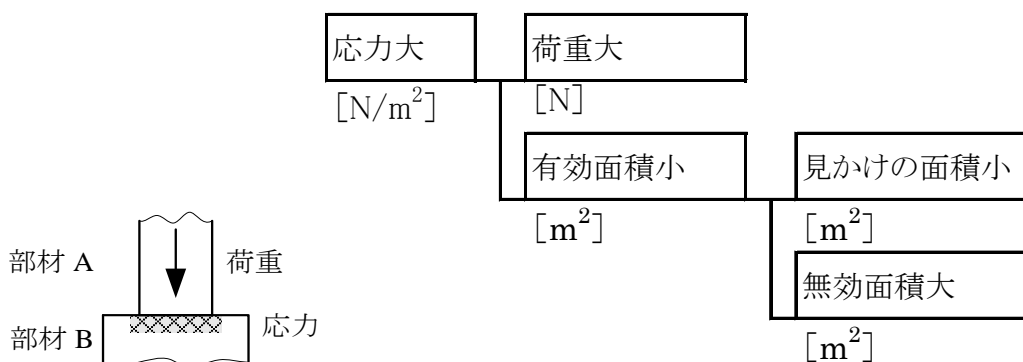 応力大
荷重大
[N/m²]
[N]
有効面積小
見かけの面積小
[m²]
[m²]
無効面積大
[m²]
部材 A
荷重
部材 B
応力